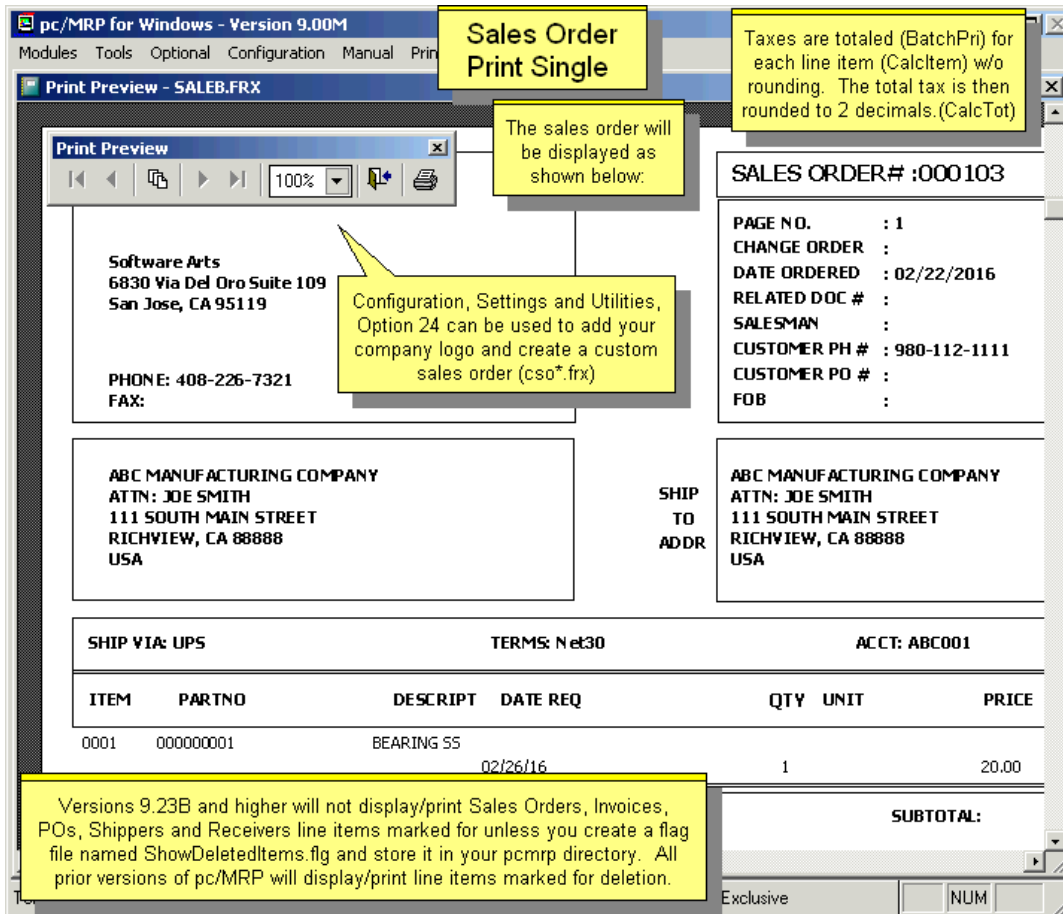 pc/MRP for Windows - Version 9.00M
Modules Tools Optional Configuration Manual Prin
Sales Order
Print Single
Taxes are totaled (BatchPri) for
each line item (CalcItem) w/o
rounding. The total tax is then
rounded to 2 decimals.(CalcTot)
Print Preview - SALEB.FRX
The sales order will
be displayed as
shown below:
Print Preview
100%
SALES ORDER# :000103
PAGE NO. : 1
CHANGE ORDER :
DATE ORDERED : 02/22/2016
RELATED DOC # :
SALESMAN :
CUSTOMER PH # : 980-112-1111
CUSTOMER PO # :
FOB :
Software Arts
6830 Via Del Oro Suite 109
San Jose, CA 95119
PHONE: 408-226-7321
FAX:
Configuration, Settings and Utilities,
Option 24 can be used to add your
company logo and create a custom
sales order (cso*.frx)
ABC MANUFACTURING COMPANY
ATTN: JOE SMITH
111 SOUTH MAIN STREET
RICHVIEW, CA 88888
USA
SHIP
TO
ADDR
ABC MANUFACTURING COMPANY
ATTN: JOE SMITH
111 SOUTH MAIN STREET
RICHVIEW, CA 88888
USA
SHIP VIA: UPS TERMS: Net30 ACCT: ABC001
ITEM PARTNO DESCRIPT DATE REQ QTY UNIT PRICE
0001 000000001 BEARING SS
02/26/16 1 20.00
SUBTOTAL:
Versions 9.23B and higher will not display/print Sales Orders, Invoices,
POs, Shippers and Receivers line items marked for unless you create a flag
file named ShowDeletedItems.flg and store it in your pcmrp directory. All
prior versions of pc/MRP will display/print line items marked for deletion.
Exclusive NUM